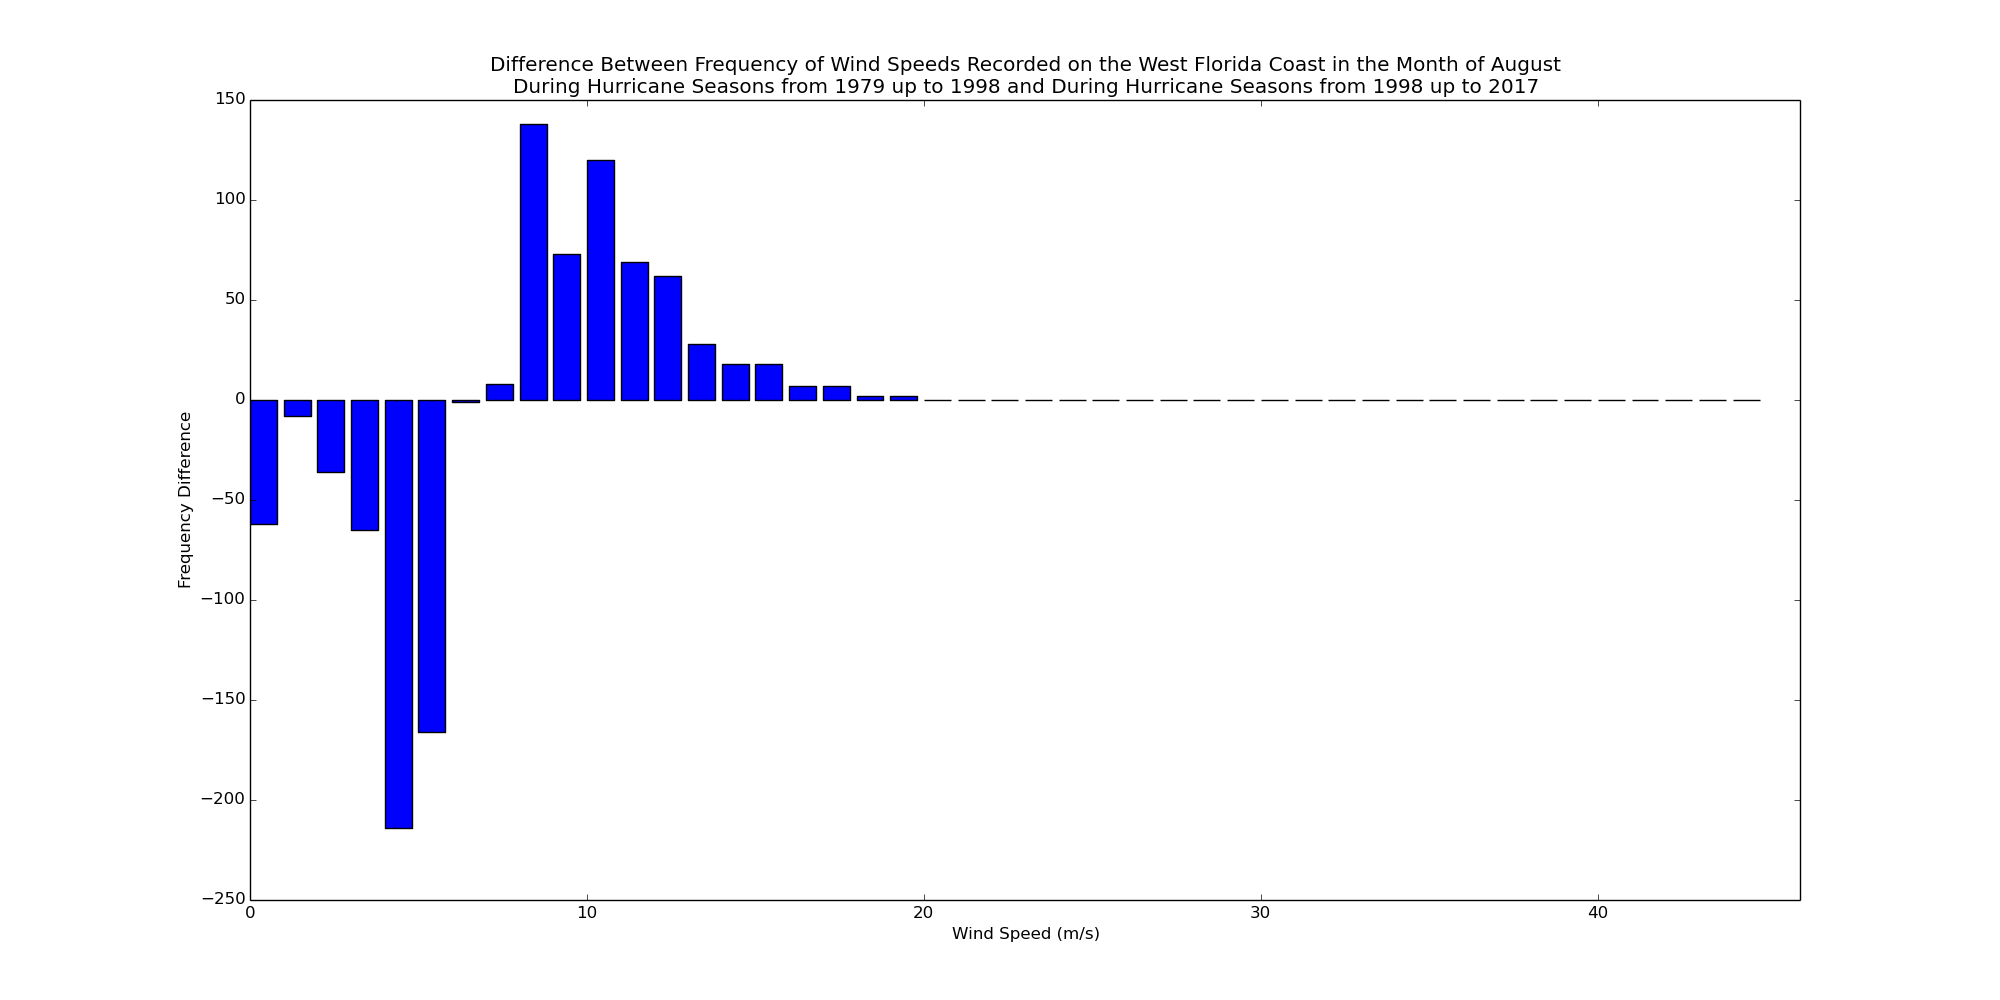 Difference Between Frequency of Wind Speeds Recorded on the West Florida Coast in the Month of August
During Hurricane Seasons from 1979 up to 1998 and During Hurricane Seasons from 1998 up to 2017
150
100
50
0
−50
−100
−150
−200
−250
Frequency Difference
0 10 20 30 40
Wind Speed (m/s)